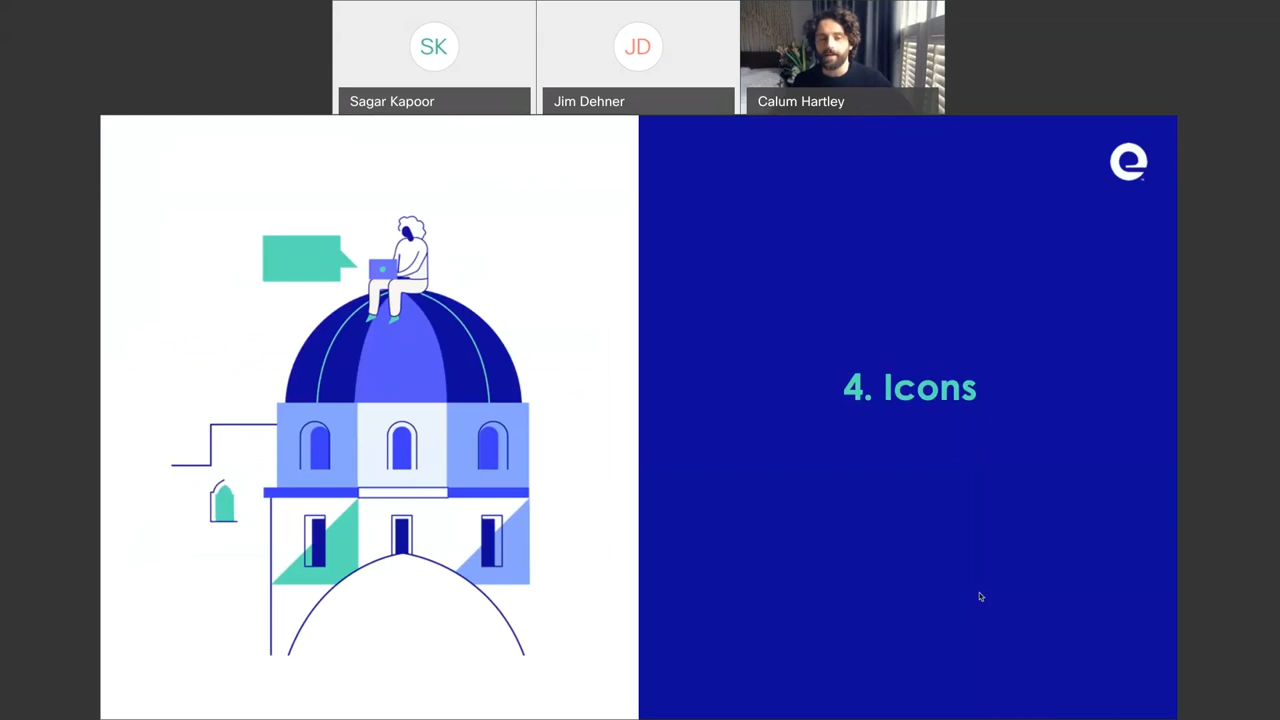 SK
JD
Sagar Kapoor
Jim Dehner
Calum Hartley
e
4. Icons